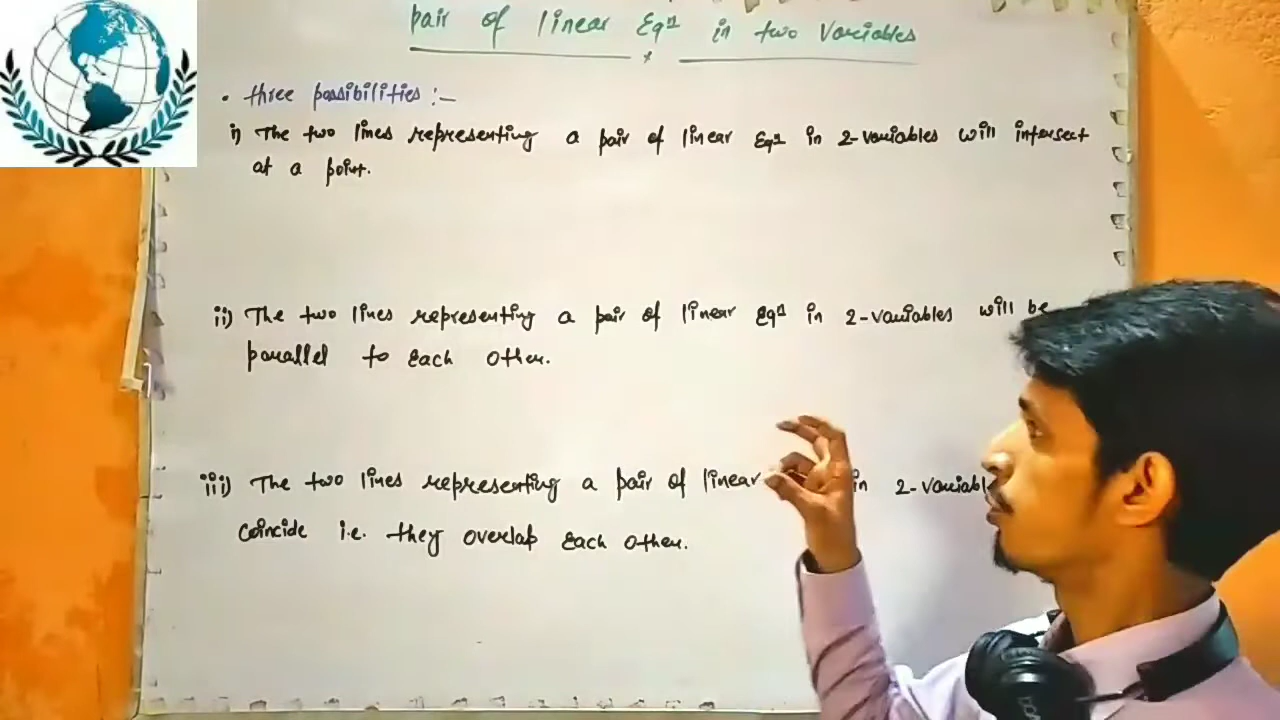 pair of linear Eqn in two Variables
• three possibilities :-
i) The two lines representing a pair of linear Eqn in 2-variables will intersect
at a point.
ii) The two lines representing a pair of linear Eqn in 2-variables will be
parallel to each other.
iii) The two lines representing a pair of linear in 2-variabl
coincide i.e. they overlap each other.